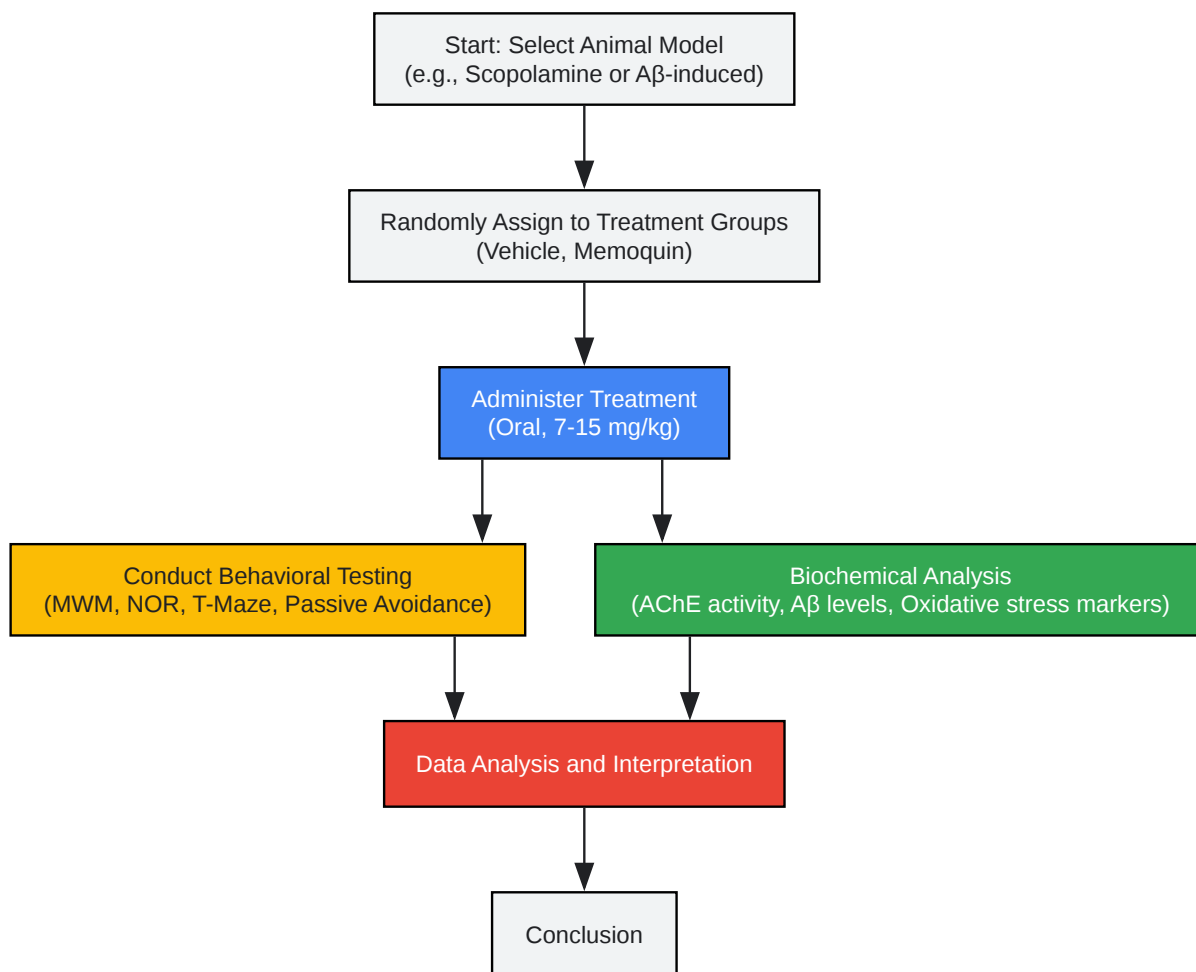 Start: Select Animal Model
(e.g., Scopolamine or Aβ-induced)
Randomly Assign to Treatment Groups
(Vehicle, Memoquin)
Administer Treatment
(Oral, 7-15 mg/kg)
Conduct Behavioral Testing
(MWM, NOR, T-Maze, Passive Avoidance)
Biochemical Analysis
(AChE activity, Aβ levels, Oxidative stress markers)
Data Analysis and Interpretation
Conclusion